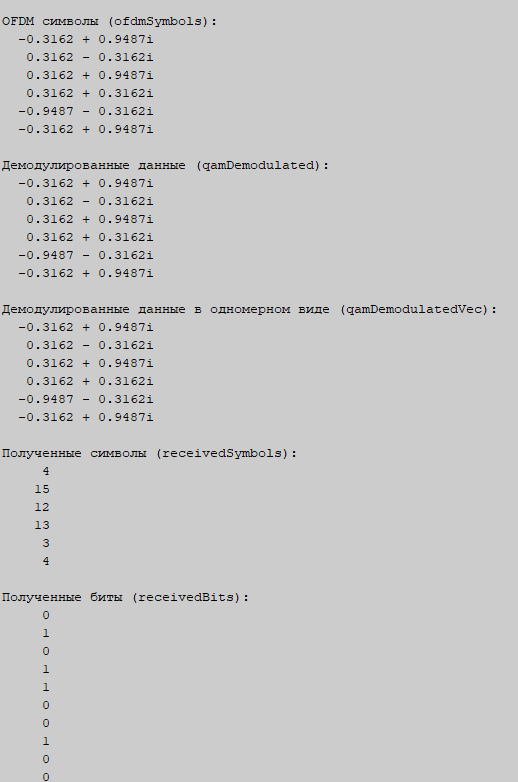 OFDM символы (ofdmSymbols):
-0.3162 + 0.9487i
0.3162 - 0.3162i
0.3162 + 0.9487i
0.3162 + 0.3162i
-0.9487 - 0.3162i
-0.3162 + 0.9487i
Демодулированные данные (qamDemodulated):
-0.3162 + 0.9487i
0.3162 - 0.3162i
0.3162 + 0.9487i
0.3162 + 0.3162i
-0.9487 - 0.3162i
-0.3162 + 0.9487i
Демодулированные данные в одномерном виде (qamDemodulatedVec):
-0.3162 + 0.9487i
0.3162 - 0.3162i
0.3162 + 0.9487i
0.3162 + 0.3162i
-0.9487 - 0.3162i
-0.3162 + 0.9487i
Полученные символы (receivedSymbols):
4
15
12
13
3
4
Полученные биты (receivedBits):
0
1
0
1
1
0
0
1
0
0